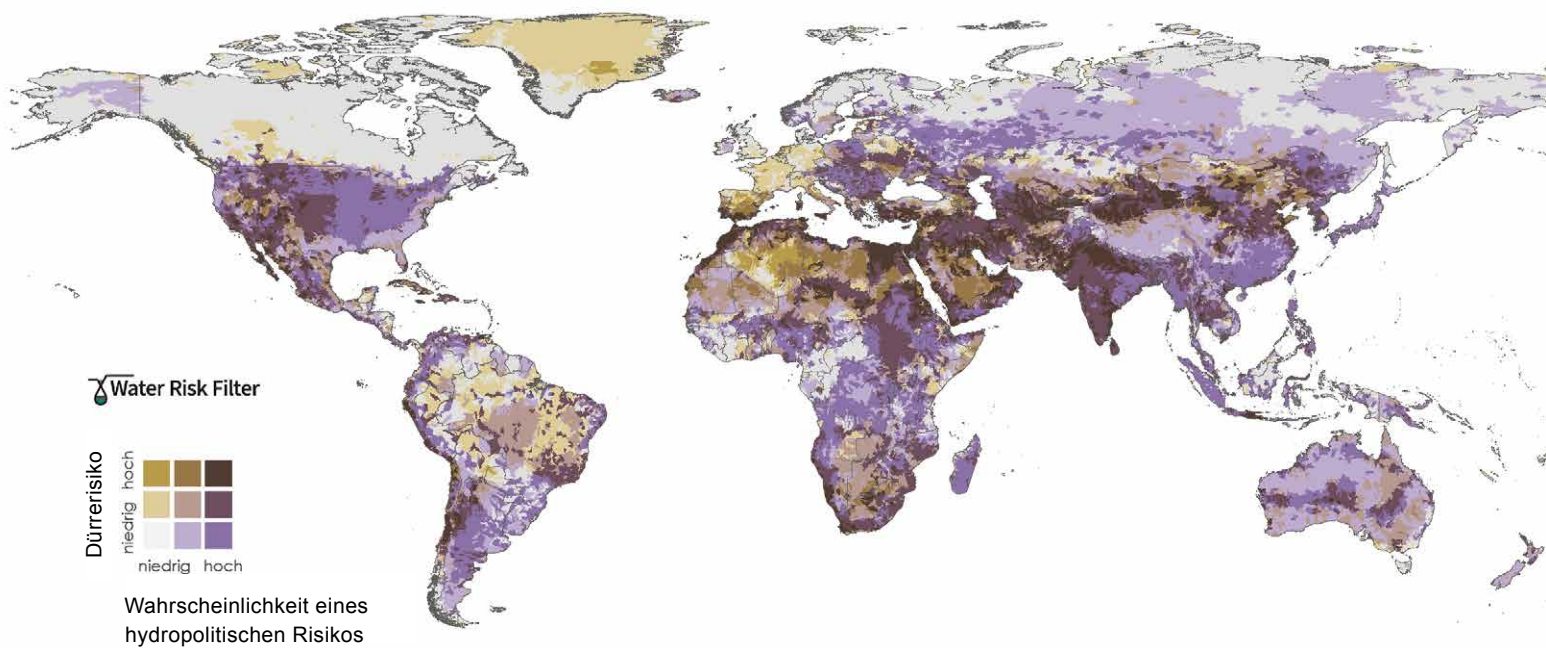 Water Risk Filter
Dürrerisiko
hoch
niedrig
niedrig hoch
Wahrscheinlichkeit eines
hydropolitischen Risikos